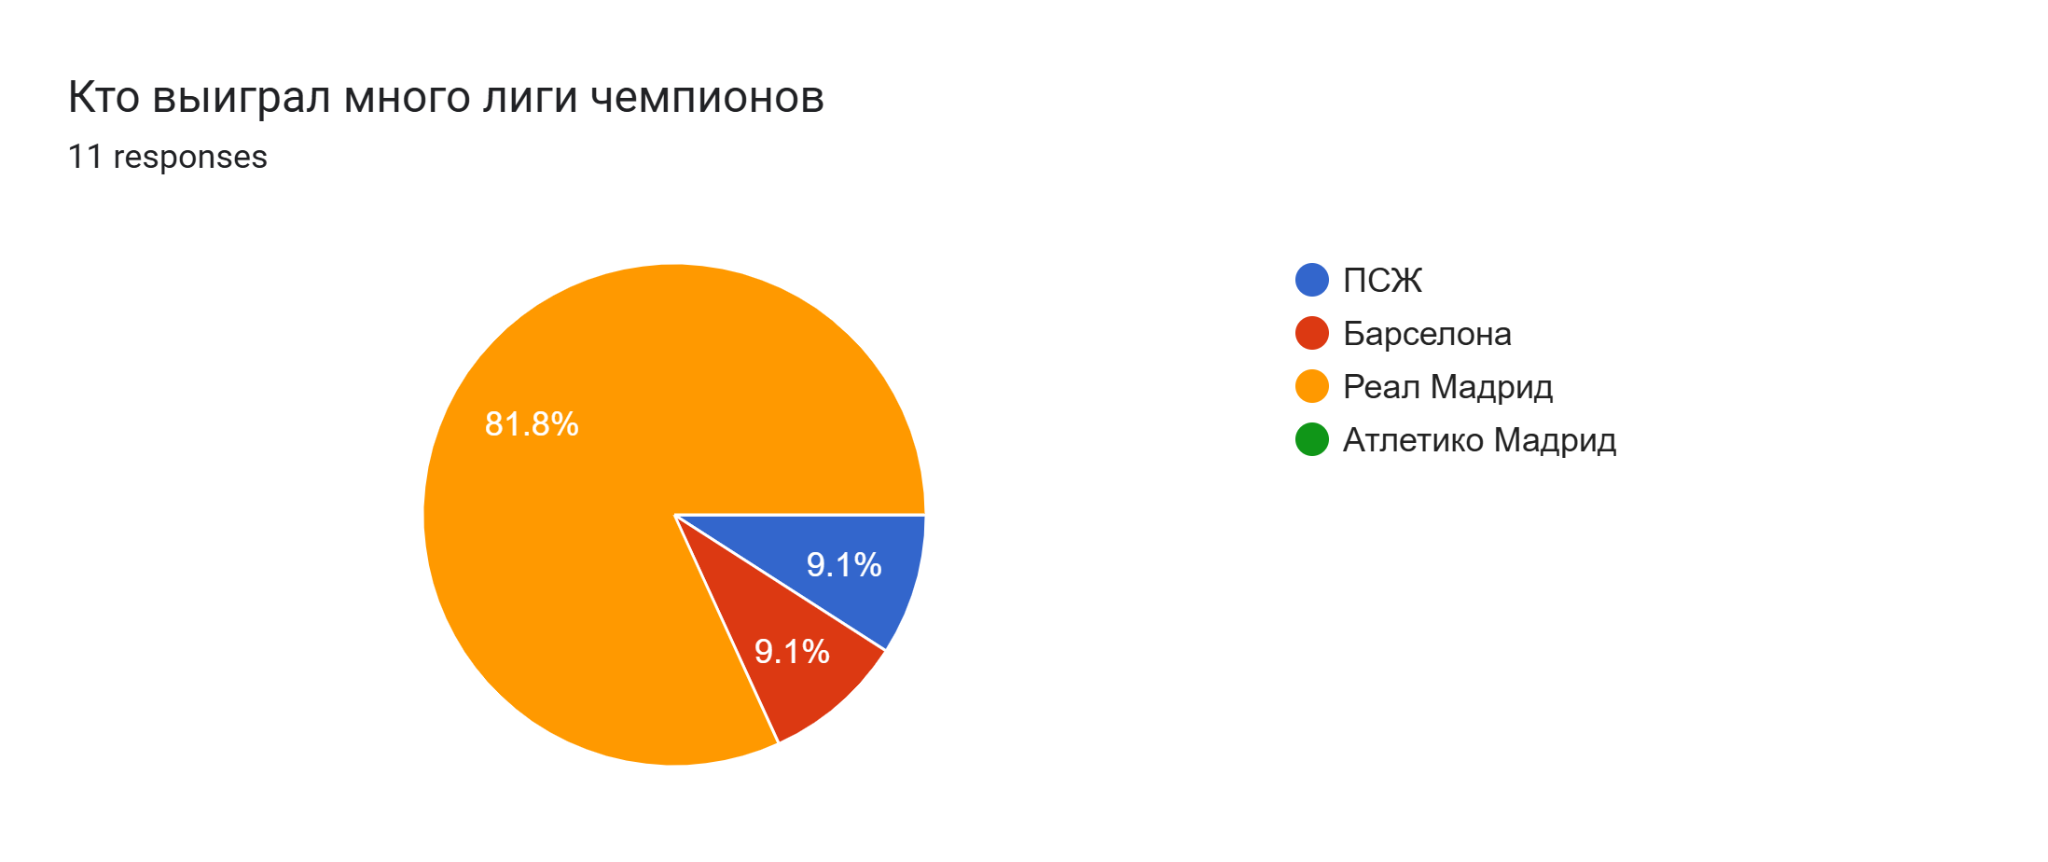 Кто выиграл много лиги чемпионов
11 responses
ПСЖ
Барселона
Реал Мадрид
Атлетико Мадрид
81.8%
9.1%
9.1%